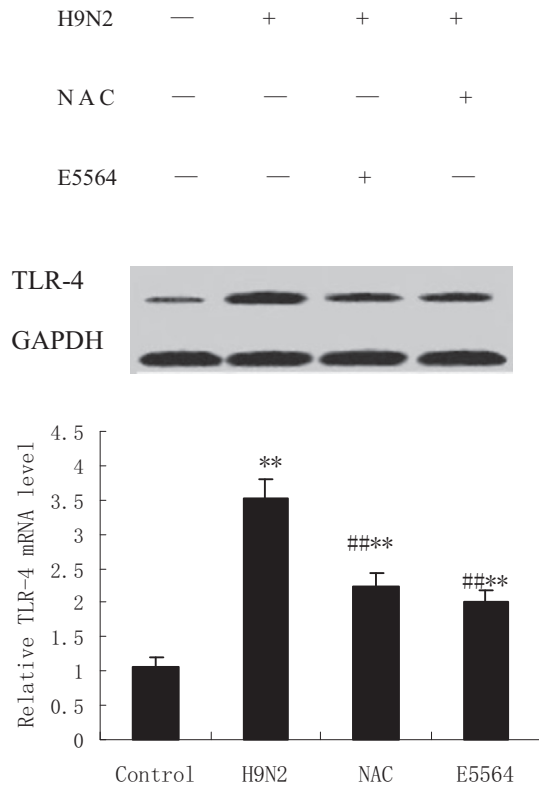 H9N2 — + + +
NAC — — — +
E5564 — — + —
TLR-4
GAPDH
Relative TLR-4 mRNA level
4.5
4
3.5
3
2.5
2
1.5
1
0.5
0
**
##**
##**
Control H9N2 NAC E5564